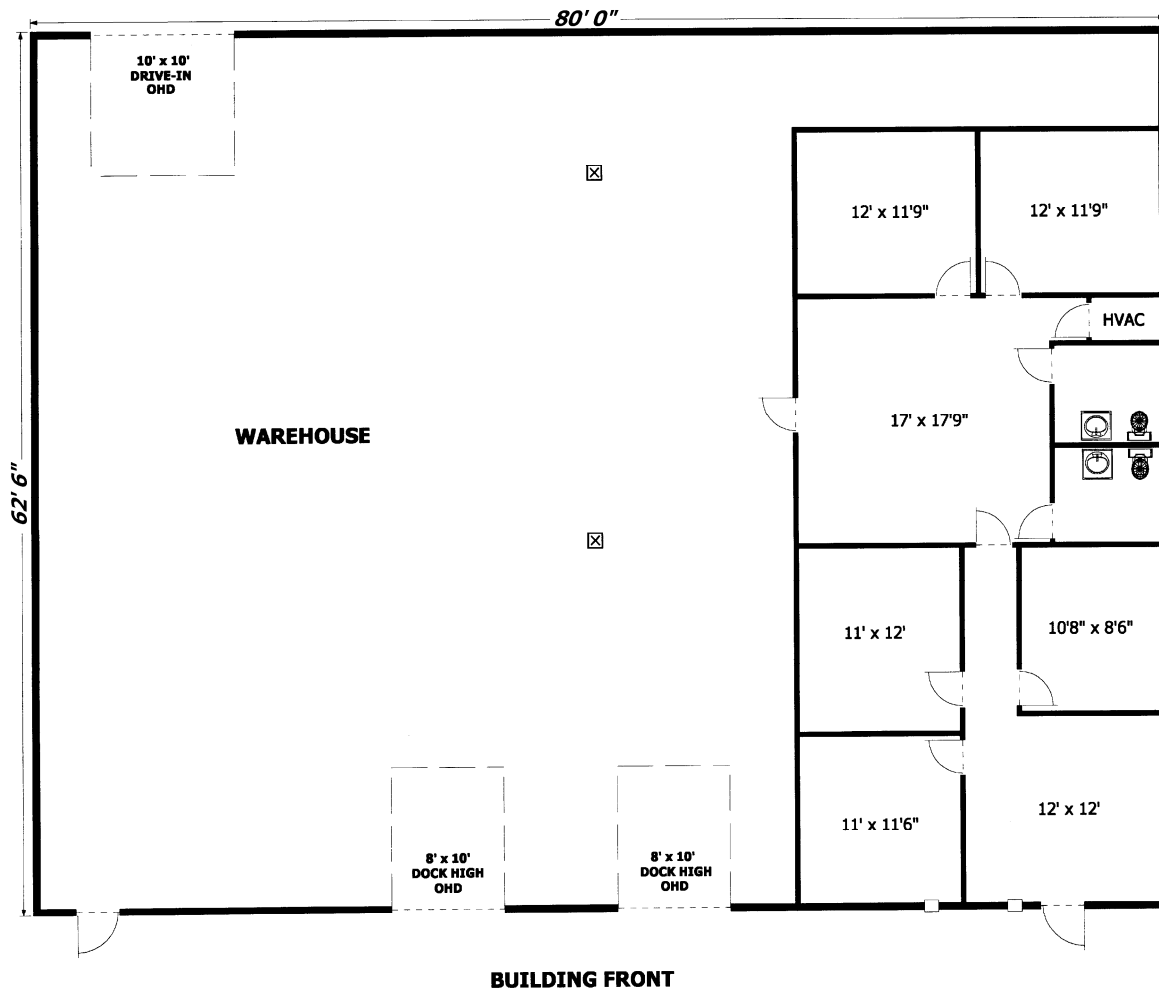 80' 0"
10' x 10'
DRIVE-IN
OHD
12' x 11'9"
12' x 11'9"
HVAC
17' x 17'9"
WAREHOUSE
62' 6"
11' x 12'
10'8" x 8'6"
12' x 12'
11' x 11'6"
8' x 10'
DOCK HIGH
OHD
8' x 10'
DOCK HIGH
OHD
BUILDING FRONT